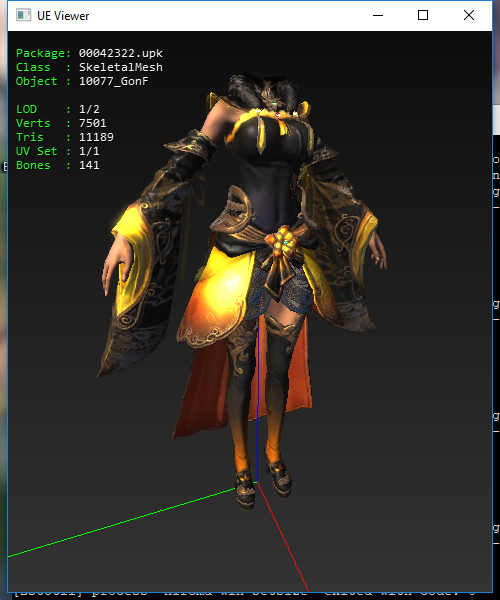 UE Viewer
Package: 00042322.upk
Class : SkeletalMesh
Object : 10077_GonF
LOD : 1/2
Verts : 7501
Tris : 11189
UV Set : 1/1
Bones : 141